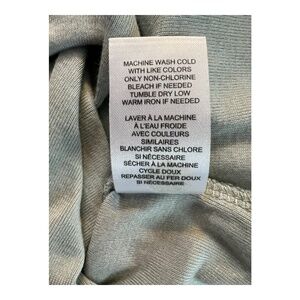 MACHINE WASH COLD
WITH LIKE COLORS
ONLY NON-CHLORINE
BLEACH IF NEEDED
TUMBLE DRY LOW
WARM IRON IF NEEDED
LAVER À LA MACHINE
À L'EAU FROIDE
AVEC COULEURS
SIMILAIRES
BLANCHIR SANS CHLORE
SI NÉCESSAIRE
SÉCHER À LA MACHINE
CYCLE DOUX
REPASSER AU FER DOUX
SI NÉCESSAIRE